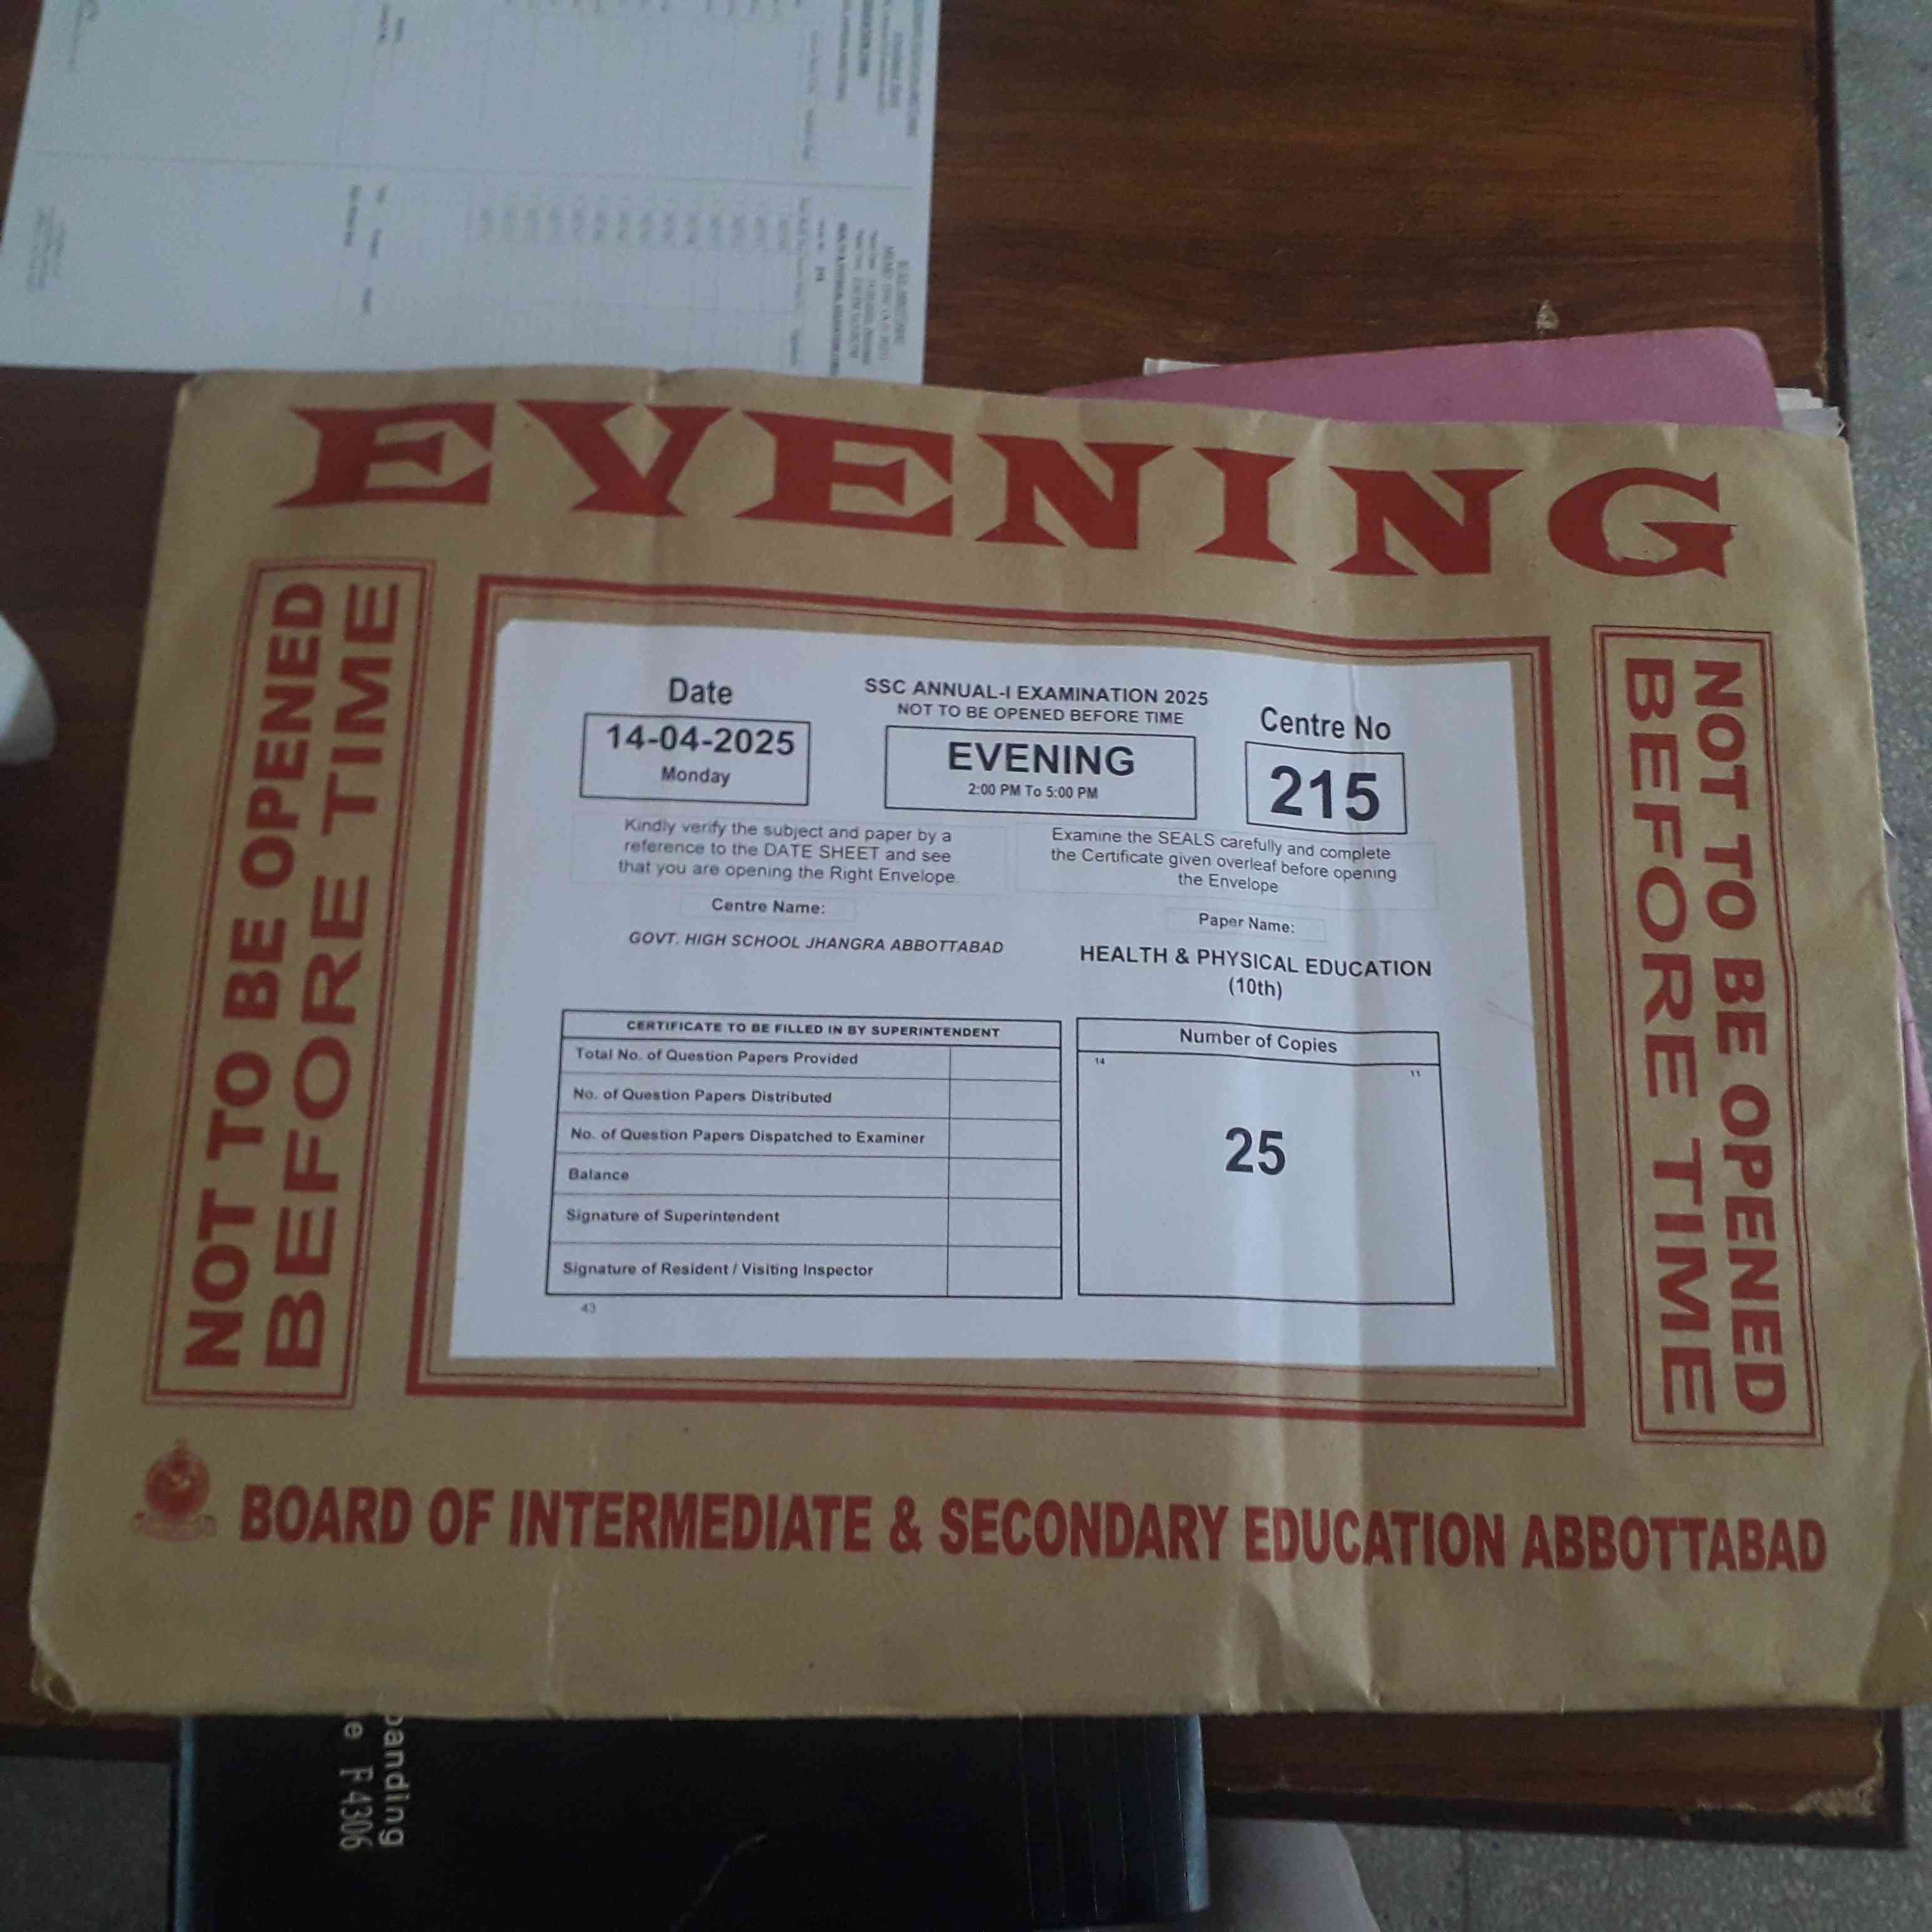 EVENING
NOT TO BE OPENED
BEFORE TIME
Date
14-04-2025
Monday
SSC ANNUAL-I EXAMINATION 2025
NOT TO BE OPENED BEFORE TIME
EVENING
2:00 PM To 5:00 PM
Centre No
215
Kindly verify the subject and paper by a
reference to the DATE SHEET and see
that you are opening the Right Envelope.
Examine the SEALS carefully and complete
the Certificate given overleaf before opening
the Envelope
Centre Name:
GOVT. HIGH SCHOOL JHANGRA ABBOTTABAD
Paper Name:
HEALTH & PHYSICAL EDUCATION
(10th)
CERTIFICATE TO BE FILLED IN BY SUPERINTENDENT
Total No. of Question Papers Provided
No. of Question Papers Distributed
No. of Question Papers Dispatched to Examiner
Balance
Signature of Superintendent
Signature of Resident / Visiting Inspector
43
Number of Copies
14
11
25
NOT TO BE OPENED
BEFORE TIME
BOARD OF INTERMEDIATE & SECONDARY EDUCATION ABBOTTABAD
panding
e F4306